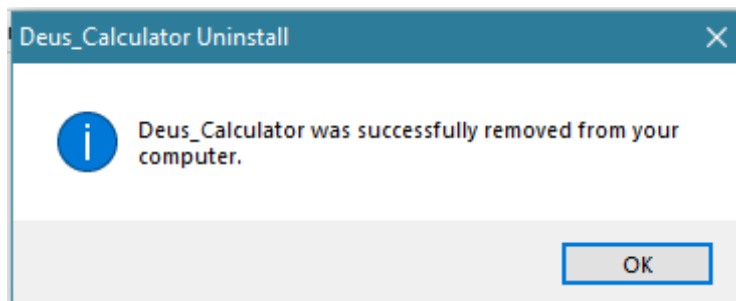 Deus_Calculator Uninstall
Deus_Calculator was successfully removed from your
computer.
OK